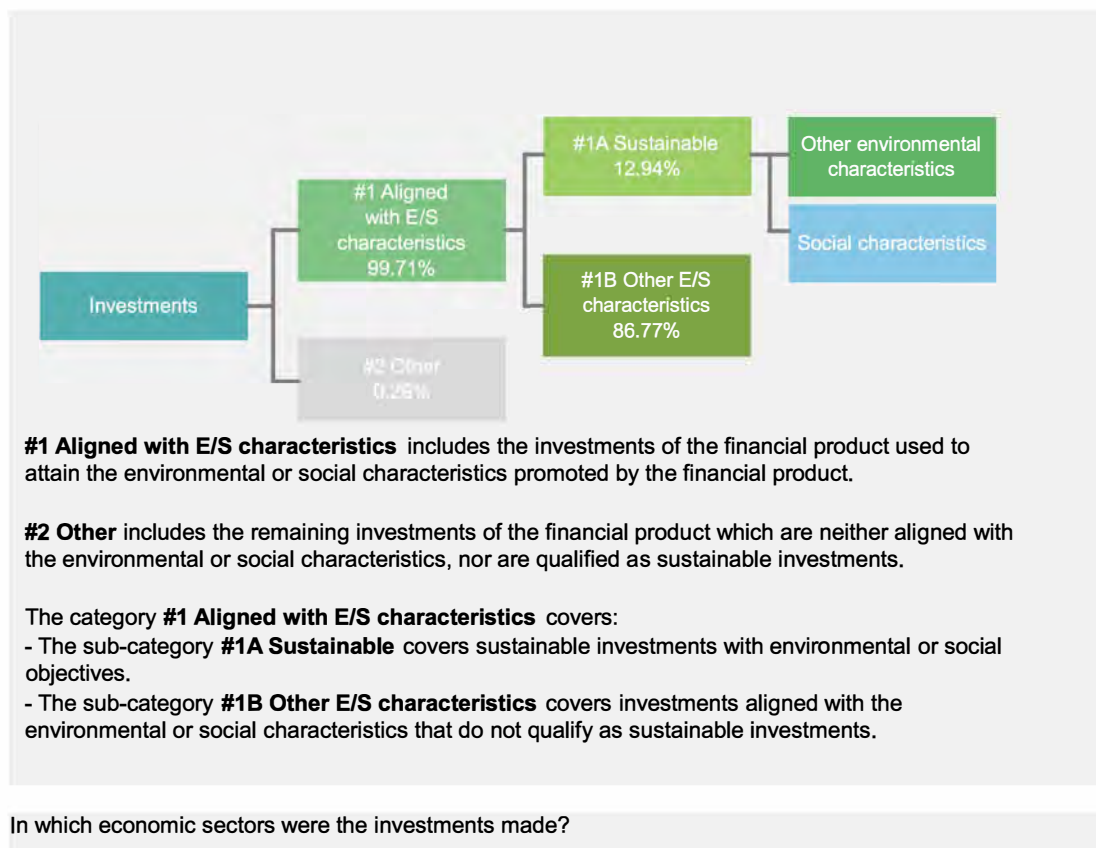 #1A Sustainable
12.94%
Other environmental
characteristics
#1 Aligned
with E/S
characteristics
99.71%
Social characteristics
Investments
#1B Other E/S
characteristics
86.77%
#2 Other
#1 Aligned with E/S characteristics includes the investments of the financial product used to
attain the environmental or social characteristics promoted by the financial product.
#2 Other includes the remaining investments of the financial product which are neither aligned with
the environmental or social characteristics, nor are qualified as sustainable investments.
The category #1 Aligned with E/S characteristics covers:
- The sub-category #1A Sustainable covers sustainable investments with environmental or social
objectives.
- The sub-category #1B Other E/S characteristics covers investments aligned with the
environmental or social characteristics that do not qualify as sustainable investments.
In which economic sectors were the investments made?